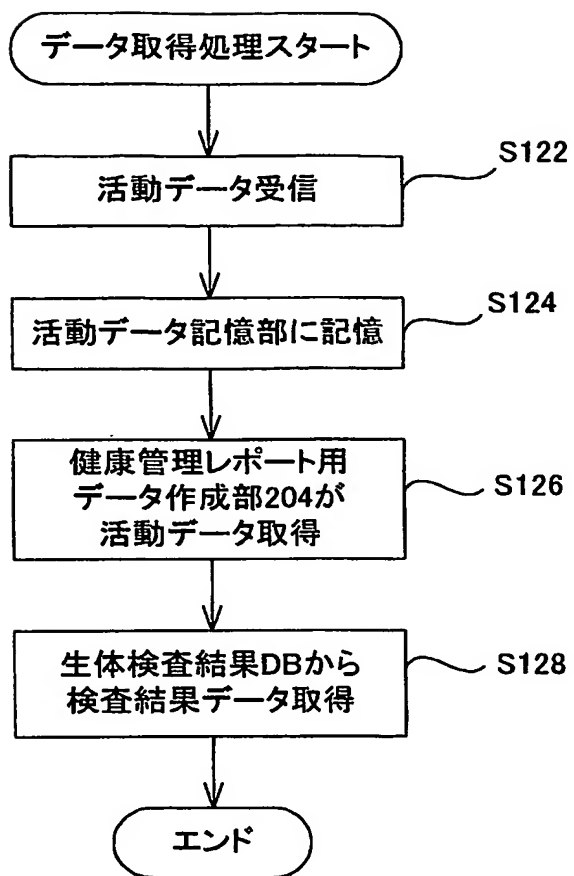 データ取得処理スタート
S122
活動データ受信
S124
活動データ記憶部に記憶
健康管理レポート用
データ作成部204が
活動データ取得
S126
生体検査結果DBから
検査結果データ取得
S128
エンド